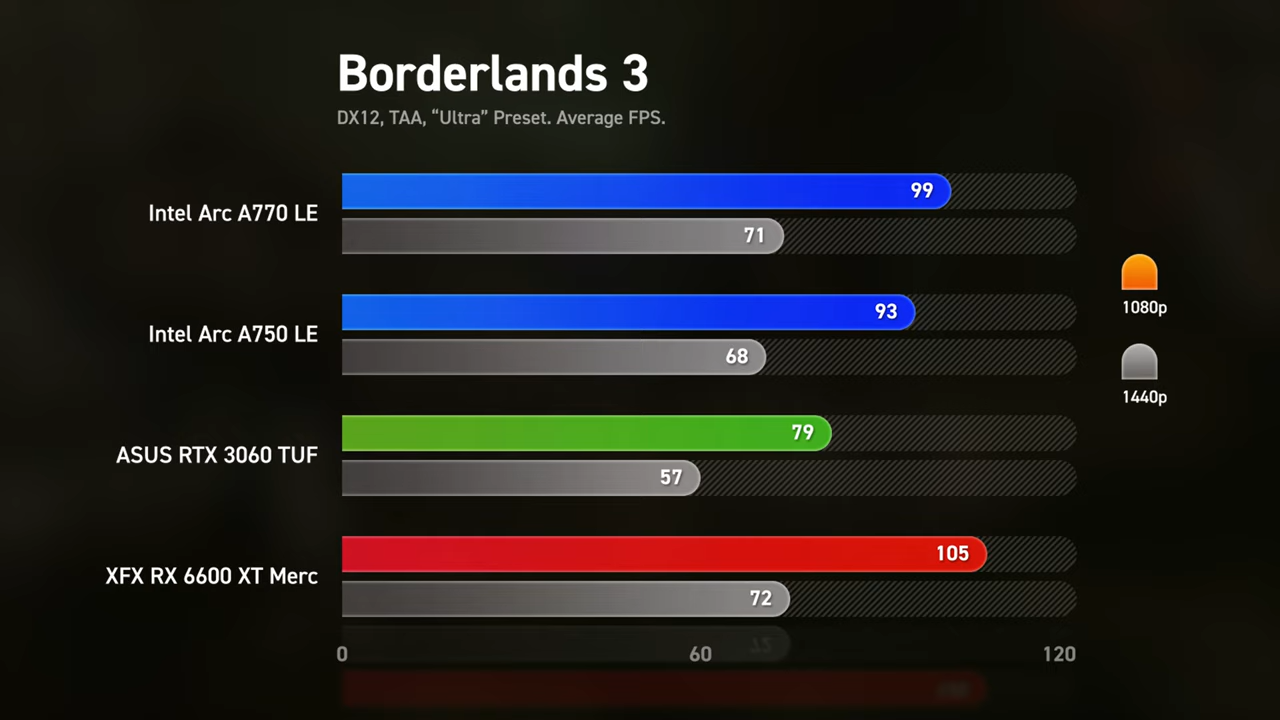 Borderlands 3
DX12, TAA, “Ultra” Preset. Average FPS.
Intel Arc A770 LE
99
71
Intel Arc A750 LE
93
68
ASUS RTX 3060 TUF
79
57
XFX RX 6600 XT Merc
105
72
0
60
120
1080p
1440p